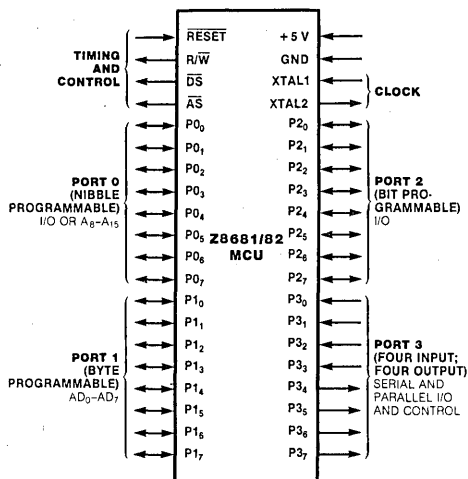 TIMING
AND
CONTROL
RESET
R/W
DS
AS
+5 V
GND
XTAL1
XTAL2
CLOCK
PORT 0
(NIBBLE
PROGRAMMABLE)
I/O OR A8–A15
P00
P01
P02
P03
P04
P05
P06
P07
Z8681/82
MCU
P20
P21
P22
P23
P24
P25
P26
P27
PORT 2
(BIT PRO-
GRAMMABLE)
I/O
PORT 1
(BYTE
PROGRAMMABLE)
AD0–AD7
P10
P11
P12
P13
P14
P15
P16
P17
P30
P31
P32
P33
P34
P35
P36
P37
PORT 3
(FOUR INPUT;
FOUR OUTPUT)
SERIAL AND
PARALLEL I/O
AND CONTROL